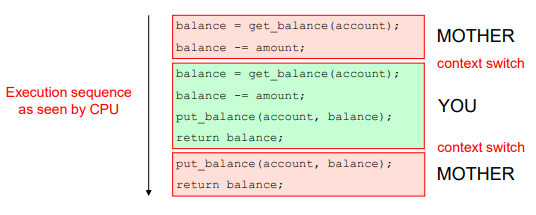 balance = get_balance(account);
balance -= amount;
MOTHER
context switch
balance = get_balance(account);
balance -= amount;
put_balance(account, balance);
return balance;
YOU
context switch
put_balance(account, balance);
return balance;
MOTHER
Execution sequence
as seen by CPU